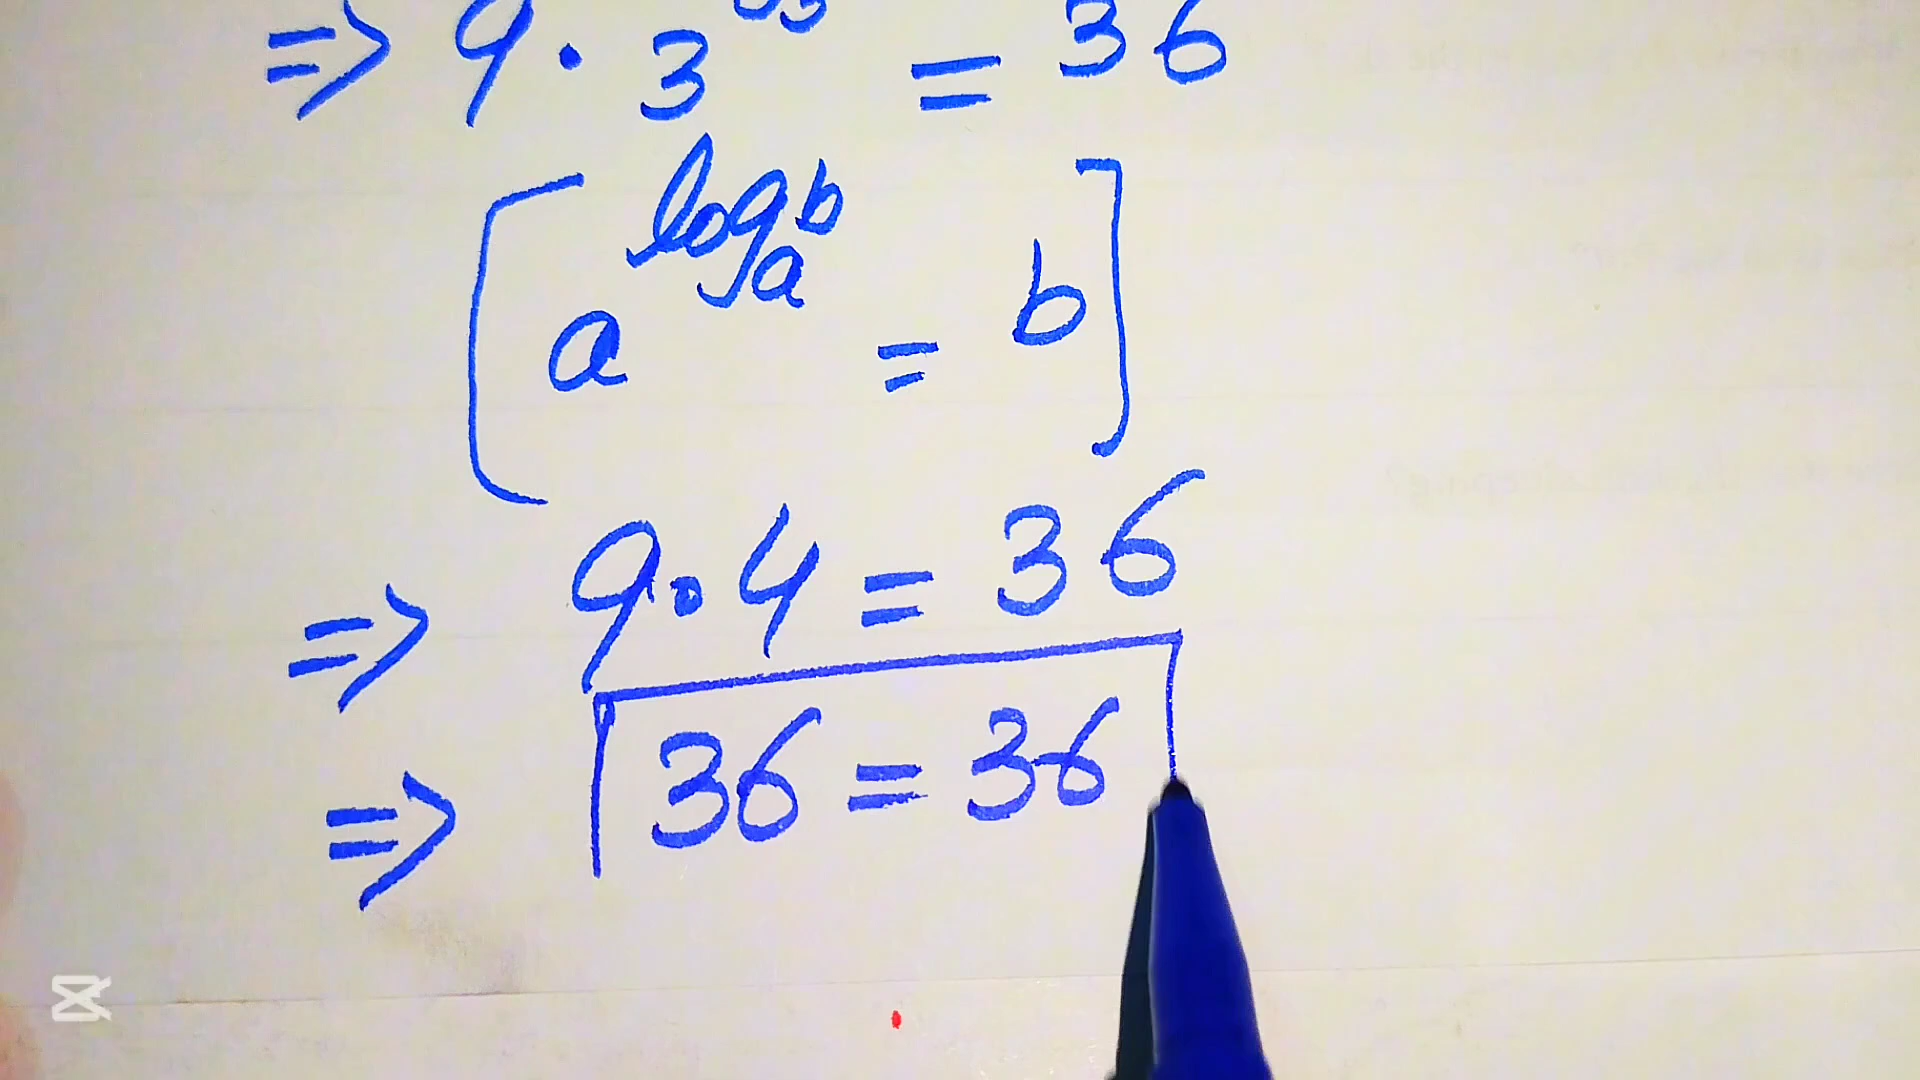 => 9 · 3 = 36
[a^{log_a b} = b]
=> 9 · 4 = 36
=> 36 = 36